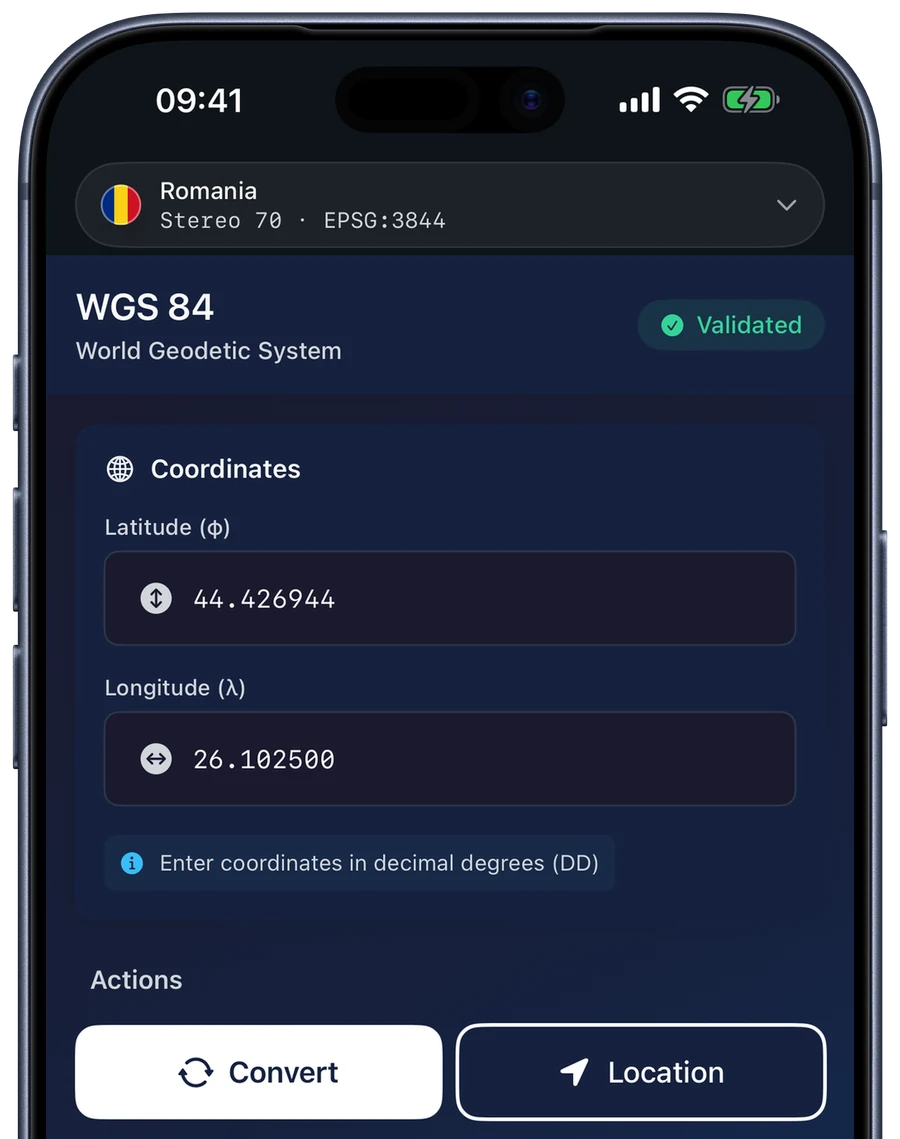 09:41
Romania
Stereo 70 · EPSG:3844
WGS 84
World Geodetic System
Validated
Coordinates
Latitude (φ)
44.426944
Longitude (λ)
26.102500
Enter coordinates in decimal degrees (DD)
Actions
Convert
Location